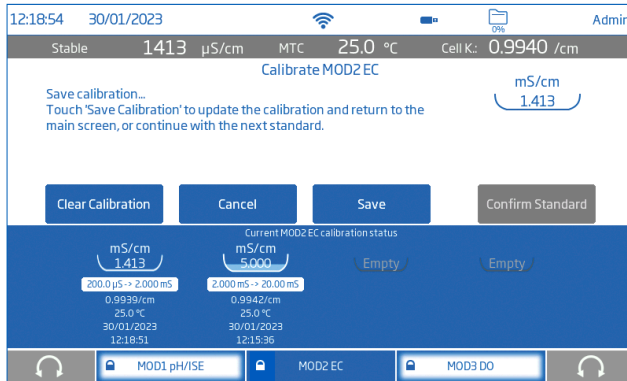 12:18:54 30/01/2023 0% Admin
Stable 1413 µS/cm MTC 25.0 °C Cell K.: 0.9940 /cm
Calibrate MOD2 EC
Save calibration...
Touch 'Save Calibration' to update the calibration and return to the
main screen, or continue with the next standard.
mS/cm
1.413
Clear Calibration Cancel Save Confirm Standard
Current MOD2 EC calibration status
mS/cm mS/cm
1.413 5.000 Empty Empty
200.0 µS-> 2.000 mS 2.000 mS-> 20.00 mS
0.9939/cm 0.9942/cm
25.0 °C 25.0 °C
30/01/2023 30/01/2023
12:18:51 12:15:36
MOD1 pH/ISE MOD2 EC MOD3 DO